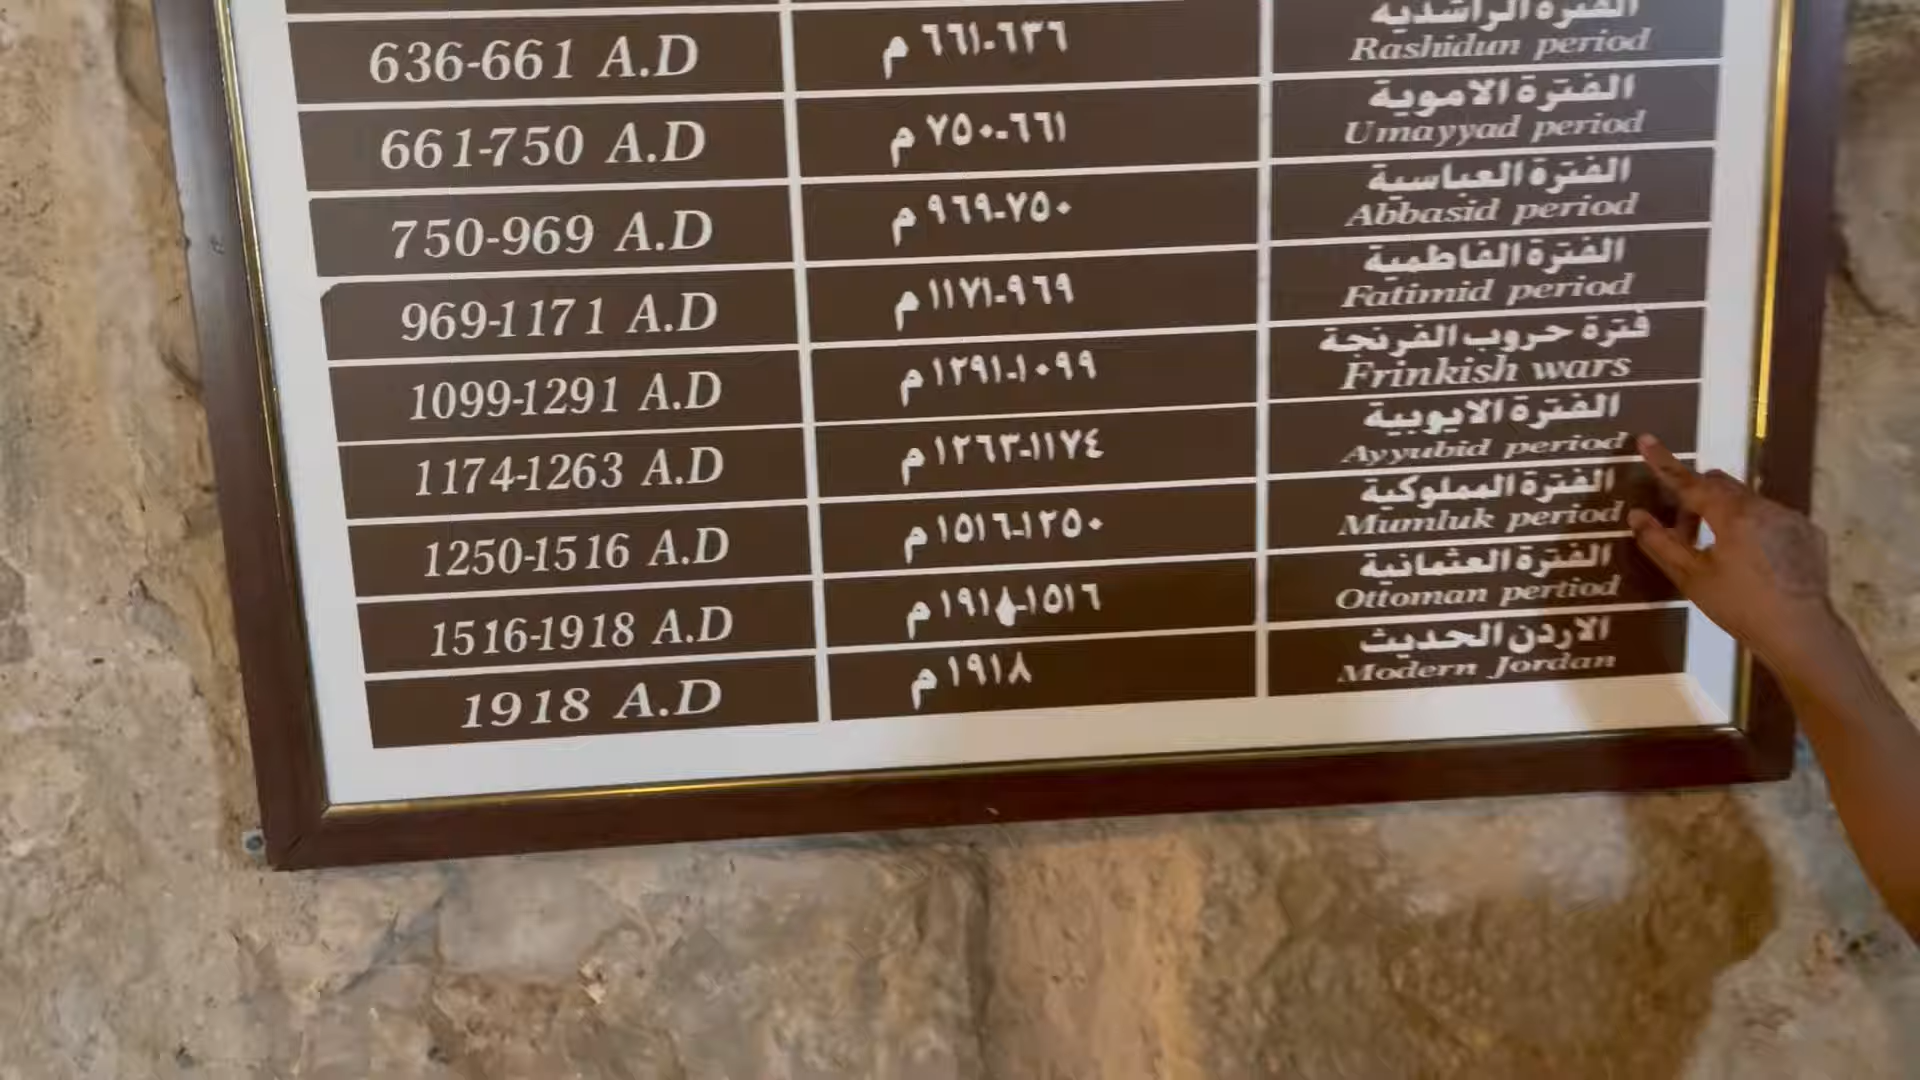 636-661 A.D
٦٣٦-٦٦١ م
الفترة الراشدية
Rashidun period
661-750 A.D
٦٦١-٧٥٠ م
الفترة الاموية
Umayyad period
750-969 A.D
٧٥٠-٩٦٩ م
الفترة العباسية
Abbasid period
969-1171 A.D
٩٦٩-١١٧١ م
الفترة الفاطمية
Fatimid period
1099-1291 A.D
١٠٩٩-١٢٩١ م
فترة حروب الفرنجة
Frinkish wars
1174-1263 A.D
١١٧٤-١٢٦٣ م
الفترة الايوبية
Ayyubid period
1250-1516 A.D
١٢٥٠-١٥١٦ م
الفترة المملوكية
Mumluk period
1516-1918 A.D
١٥١٦-١٩١٨ م
الفترة العثمانية
Ottoman pertiod
1918 A.D
١٩١٨ م
الاردن الحديث
Modern Jordan